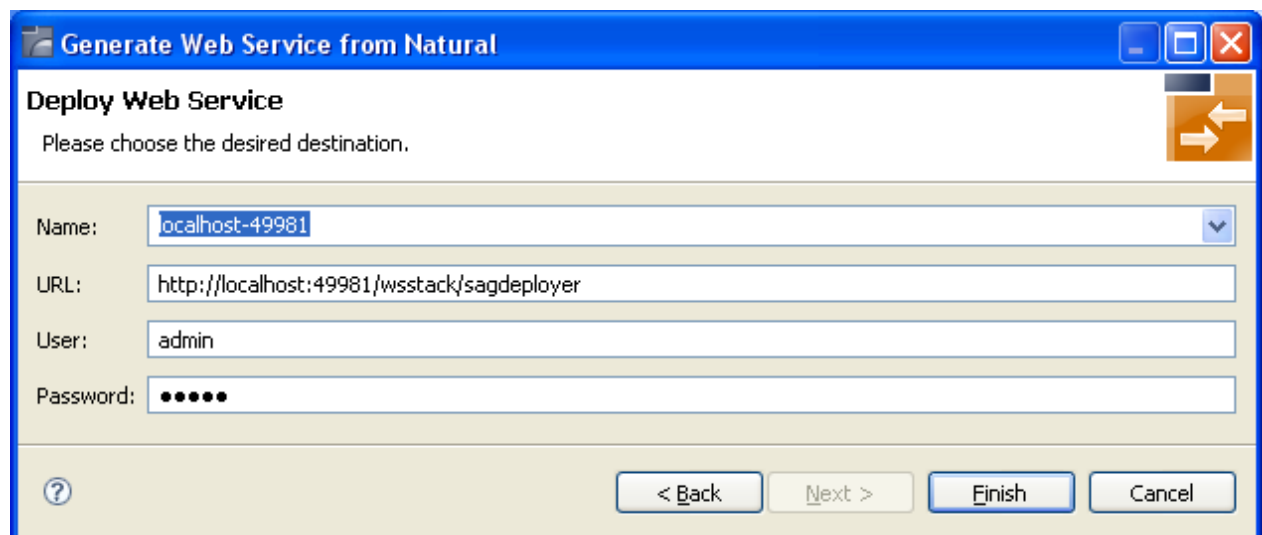 Generate Web Service from Natural
Deploy Web Service
Please choose the desired destination.
Name: localhost-49981
URL: http://localhost:49981/wsstack/sagdeployer
User: admin
Password: •••••
? < Back Next > Finish Cancel